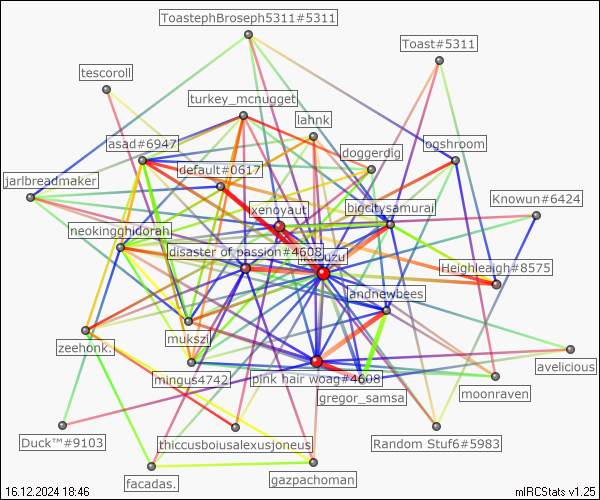 ToastephBroseph5311#5311
Toast#5311
tescoroll
turkey_mcnugget
lahnk
asad#6947
doggerdig
ogshroom
default#0617
jarlbreadmaker
Knowun#6424
xenoyaut
bigcitysamurai
neokingghidorah
disaster of passion#4608
Heighleigh#8575
andnewbees
mukszi
zeehonk.
avelicious
mingus4742
pink hair woag#4608
moonraven
gregor_samsa
Duck™#9103
thiccusboiusalexusjoneus
Random Stuf6#5983
facadas.
gazpachoman
16.12.2024 18:46
mIRCStats v1.25